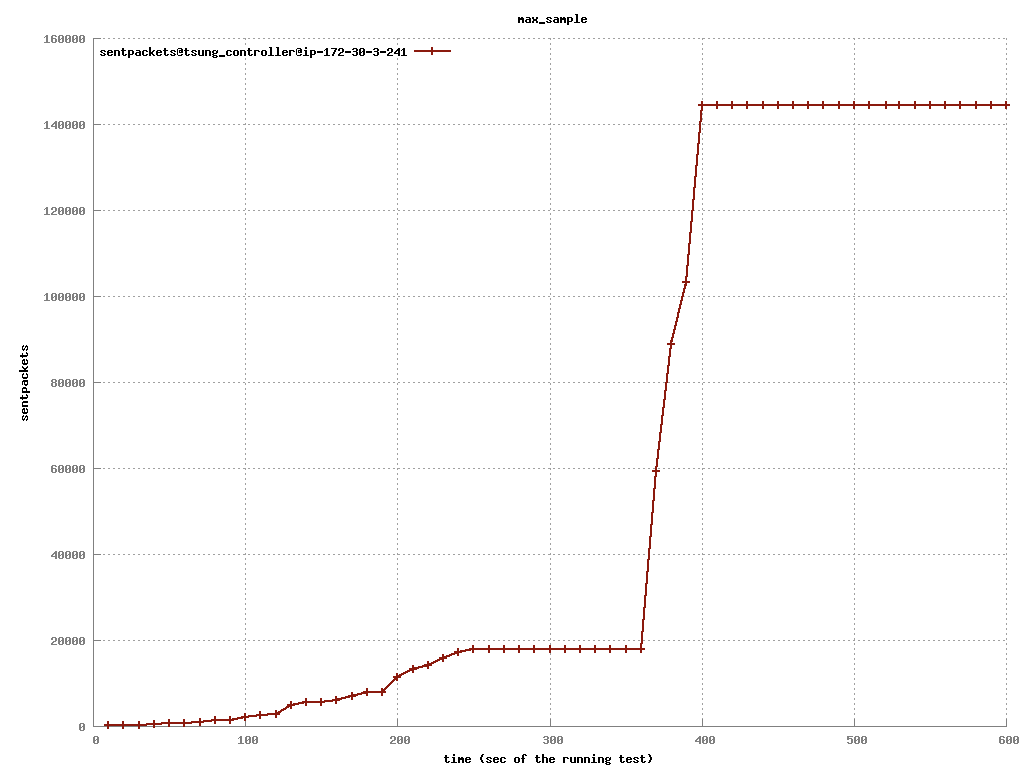 max_sample
160000
sentpackets@tsung_controller@ip-172-30-3-241
140000
120000
100000
80000
sentpackets
60000
40000
20000
0
0 100 200 300 400 500 600
time (sec of the running test)